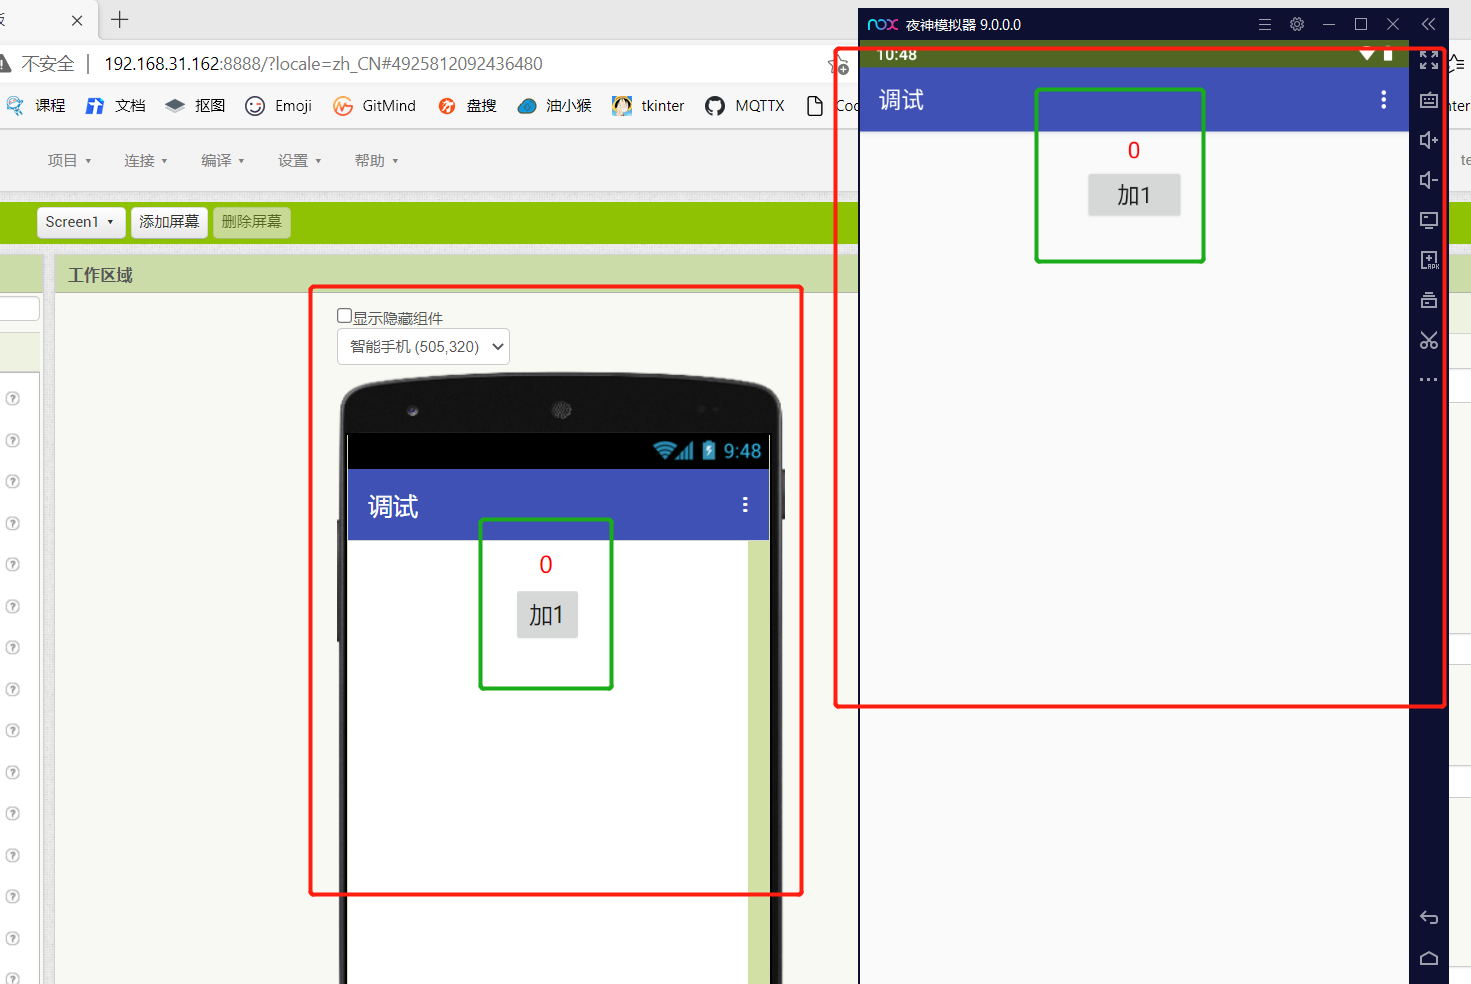 版
不安全 | 192.168.31.162:8888/?locale=zh_CN#4925812092436480
课程 文档 抠图 Emoji GitMind 盘搜 油小猴 tkinter MQTTX Coc
nter
项目 连接 编译 设置 帮助
te
Screen1 添加屏幕 删除屏幕
工作区域
显示隐藏组件
智能手机 (505,320)
9:48
调试
0
加1
nox 夜神模拟器 9.0.0.0
10:48
调试
0
加1
APK